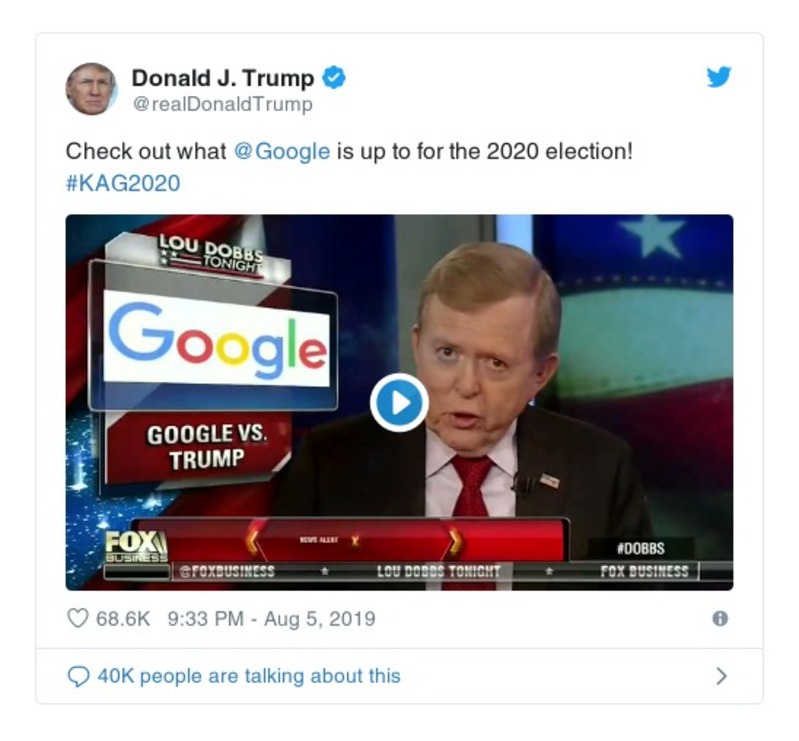 Donald J. Trump
@realDonaldTrump
Check out what @Google is up to for the 2020 election!
#KAG2020
LOU DOBBS
TONIGHT
Google
GOOGLE VS.
TRUMP
FOX
BUSINESS
NEWS ALERT
#DOBBS
@FOXBUSINESS
LOU DOBBS TONIGHT
FOX BUSINESS
68.6K 9:33 PM - Aug 5, 2019
40K people are talking about this